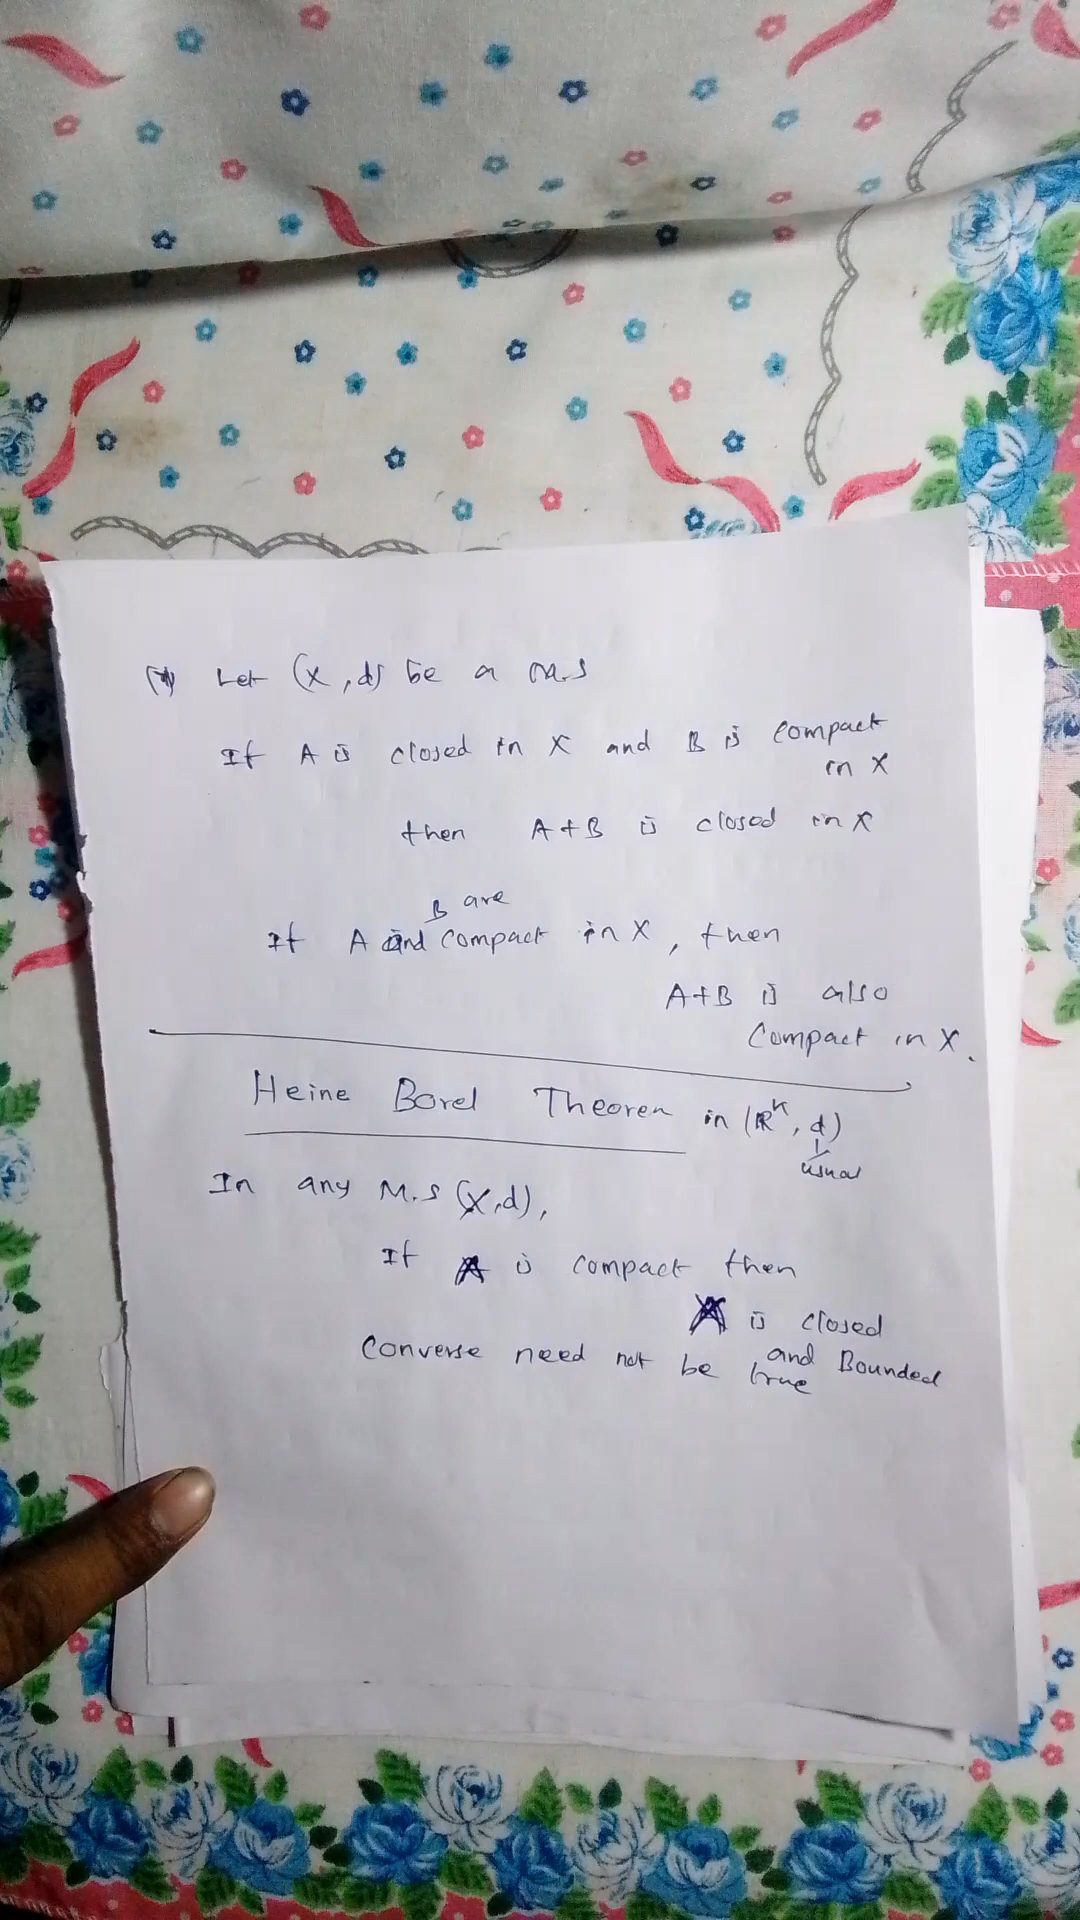 Let (X, d) be a M.S
If A is closed in X and B is compact
in X
then A+B is closed in X
B are
If A and compact in X, then
A+B is also
Compact in X.
Heine Borel Theorem in (ℝᵏ, d)
usual
In any M.S (X,d),
If A is compact then
A is closed
and Bounded
Converse need not be true